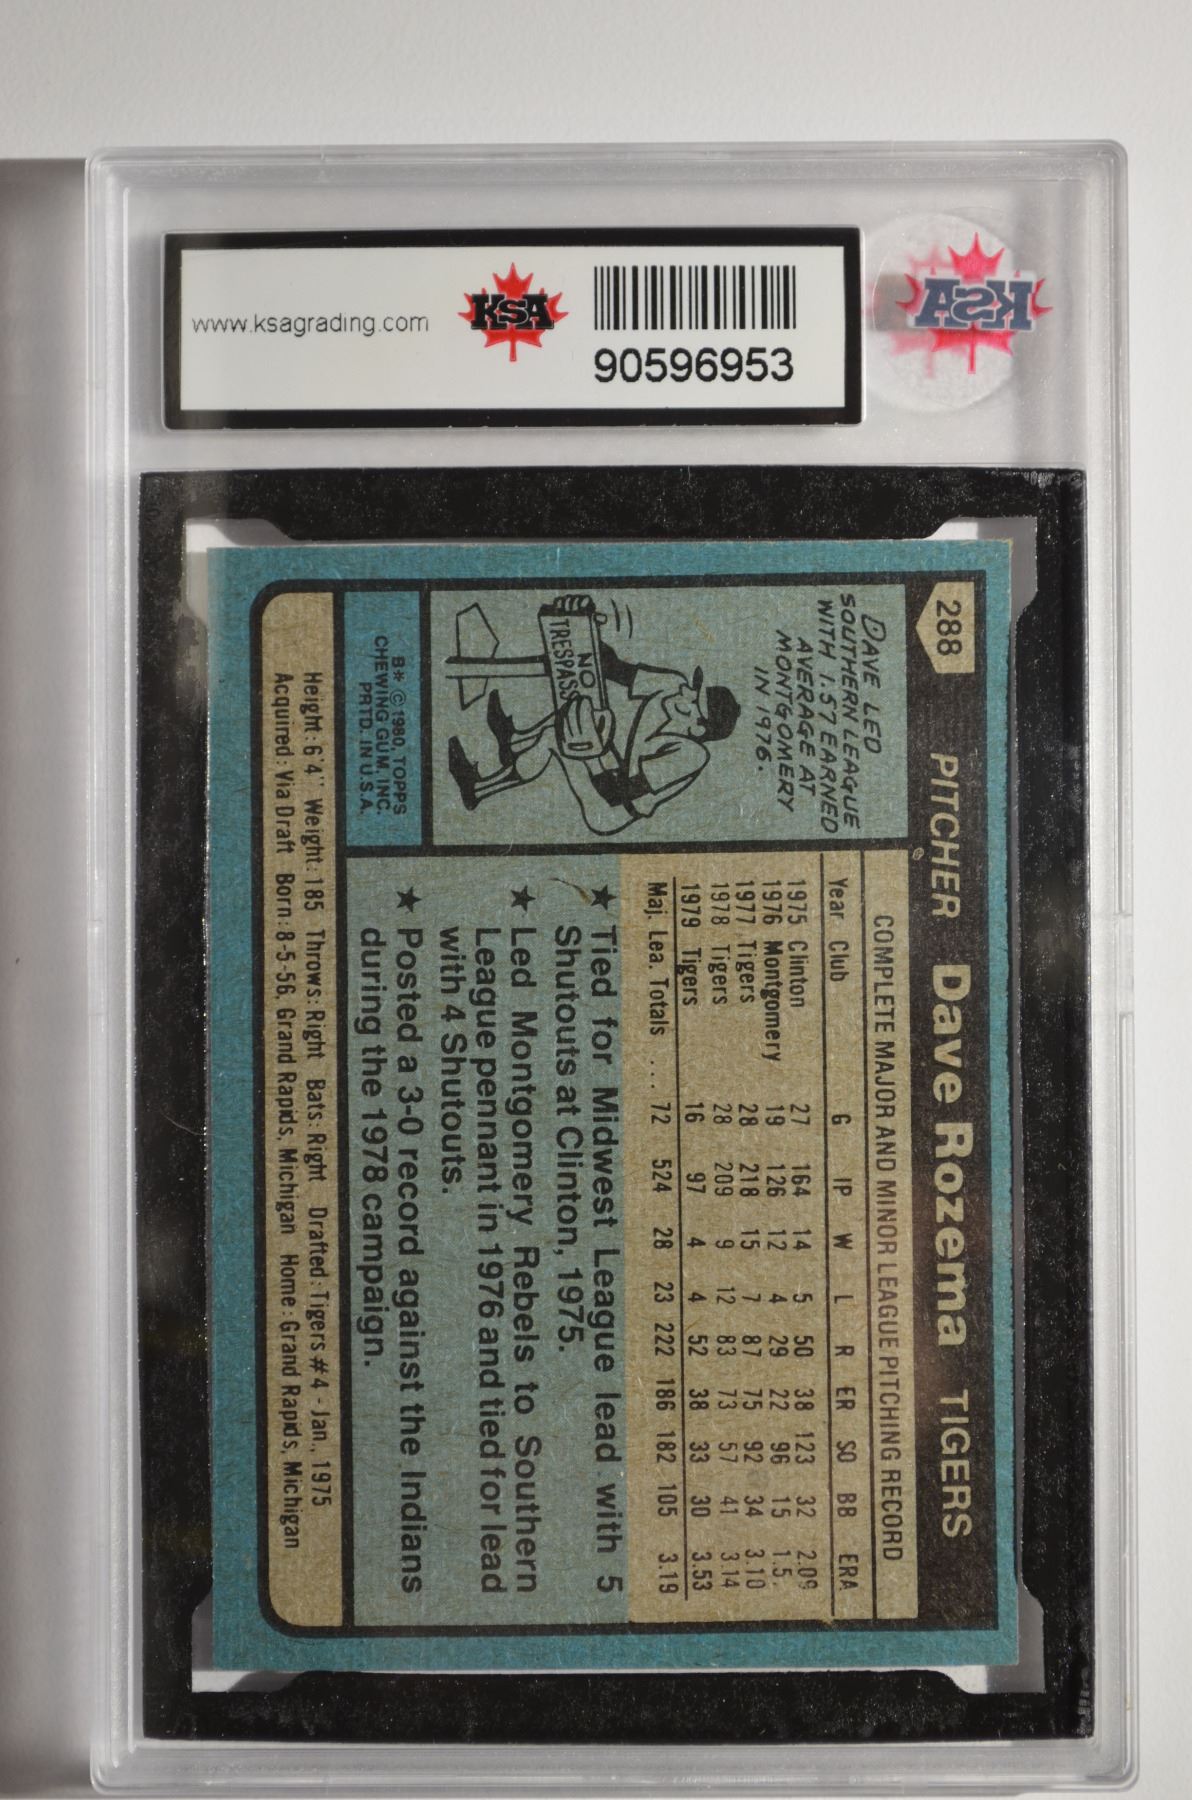 www.ksagrading.com
KSA
90596953
KSA
288
PITCHER Dave Rozema TIGERS
DAVE LED
SOUTHERN LEAGUE
WITH 1.57 EARNED
AVERAGE AT
MONTGOMERY
IN 1976.
NO
TRESPASS
B* © 1980, TOPPS
CHEWING GUM, INC.
PRTD. IN U.S.A.
COMPLETE MAJOR AND MINOR LEAGUE PITCHING RECORD
Year Club G IP W L R ER SO BB ERA
1975 Clinton 27 164 14 5 50 38 123 32 2.09
1976 Montgomery 19 126 12 4 29 22 96 15 1.5
1977 Tigers 28 218 15 7 87 75 92 34 3.10
1978 Tigers 28 209 9 12 83 73 57 41 3.14
1979 Tigers 16 97 4 4 52 38 33 30 3.53
Maj. Lea. Totals ... 72 524 28 23 222 186 182 105 3.19
★ Tied for Midwest League lead with 5
Shutouts at Clinton, 1975.
★ Led Montgomery Rebels to Southern
League pennant in 1976 and tied for lead
with 4 Shutouts.
★ Posted a 3-0 record against the Indians
during the 1978 campaign.
Height: 6'4" Weight: 185 Throws: Right Bats: Right Drafted: Tigers #4 - Jan., 1975
Acquired: Via Draft Born: 8-5-56, Grand Rapids, Michigan Home: Grand Rapids, Michigan